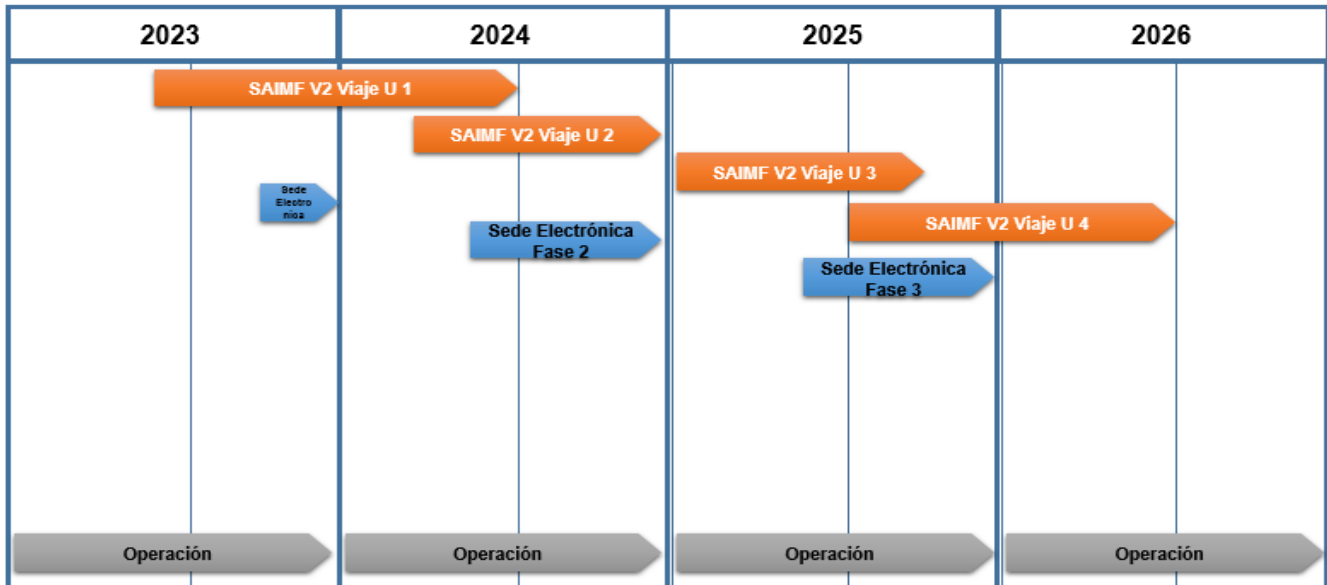 2023
2024
2025
2026
SAIMF V2 Viaje U 1
SAIMF V2 Viaje U 2
SAIMF V2 Viaje U 3
Sede
Electro
nica
SAIMF V2 Viaje U 4
Sede Electrónica
Fase 2
Sede Electrónica
Fase 3
Operación
Operación
Operación
Operación